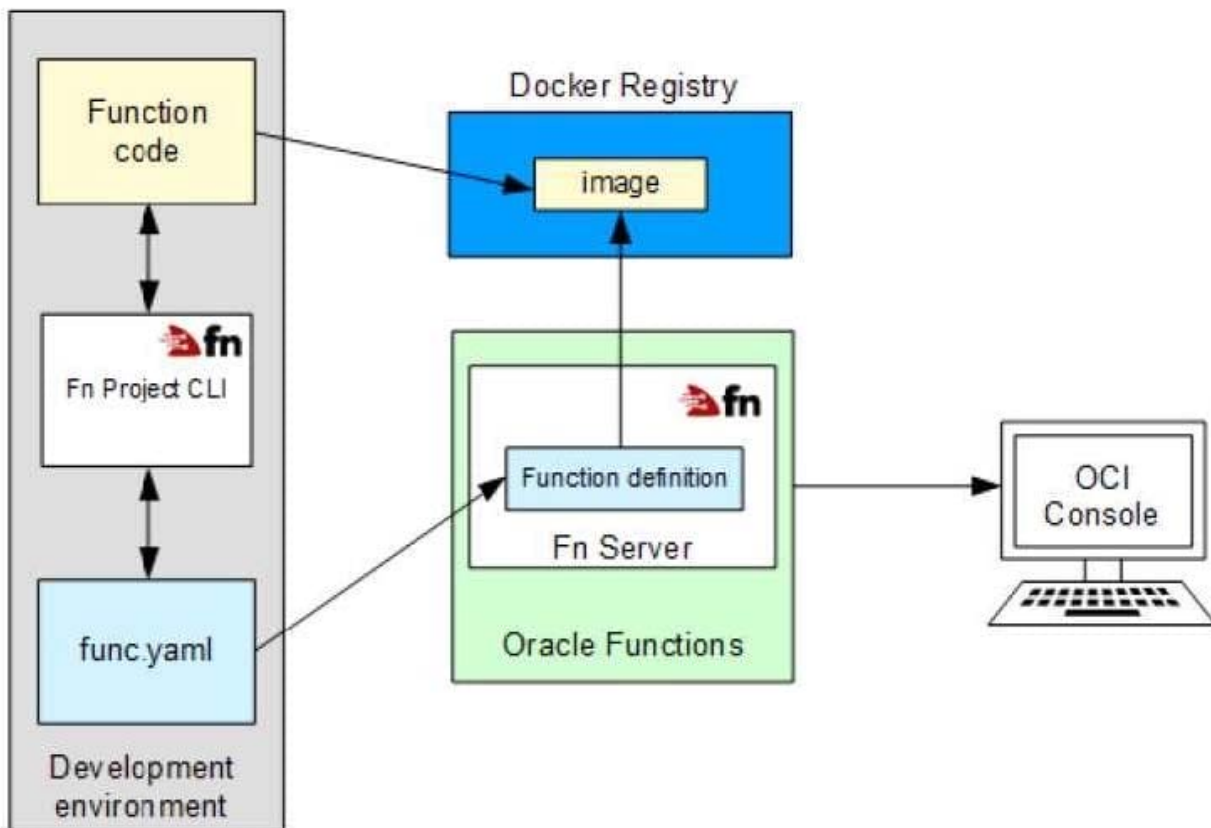 Function
code
fn
Fn Project CLI
func.yaml
Development
environment
Docker Registry
image
fn
Function definition
Fn Server
Oracle Functions
OCI
Console